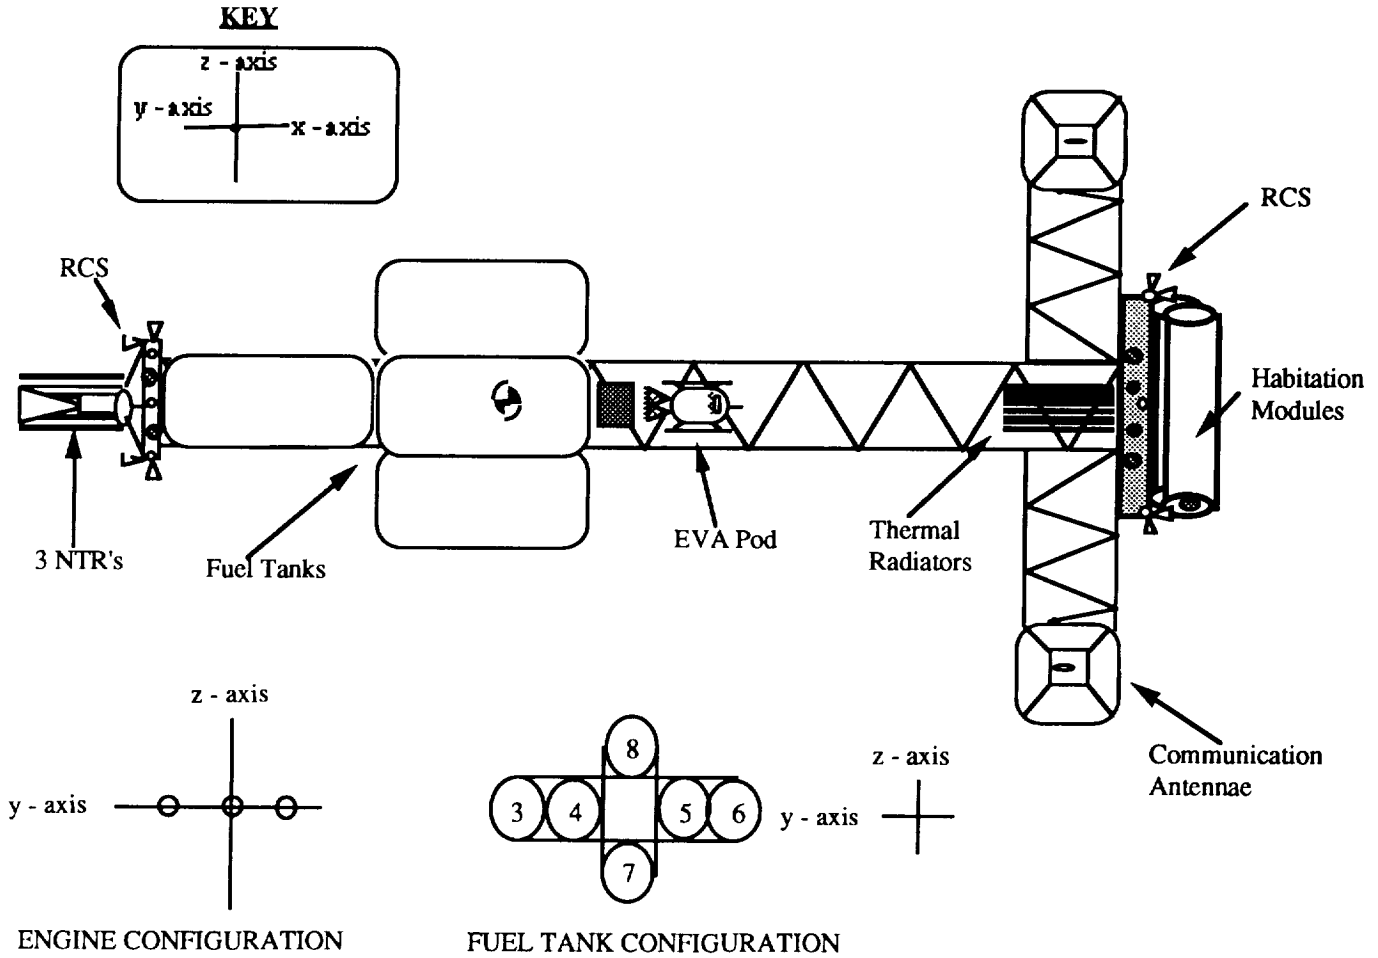 KEY
z - axis
y - axis
x - axis
RCS
RCS
Habitation
Modules
3 NTR's
Fuel Tanks
EVA Pod
Thermal
Radiators
Communication
Antennae
z - axis
y - axis
8
3 4 5 6
7
z - axis
y - axis
ENGINE CONFIGURATION
FUEL TANK CONFIGURATION